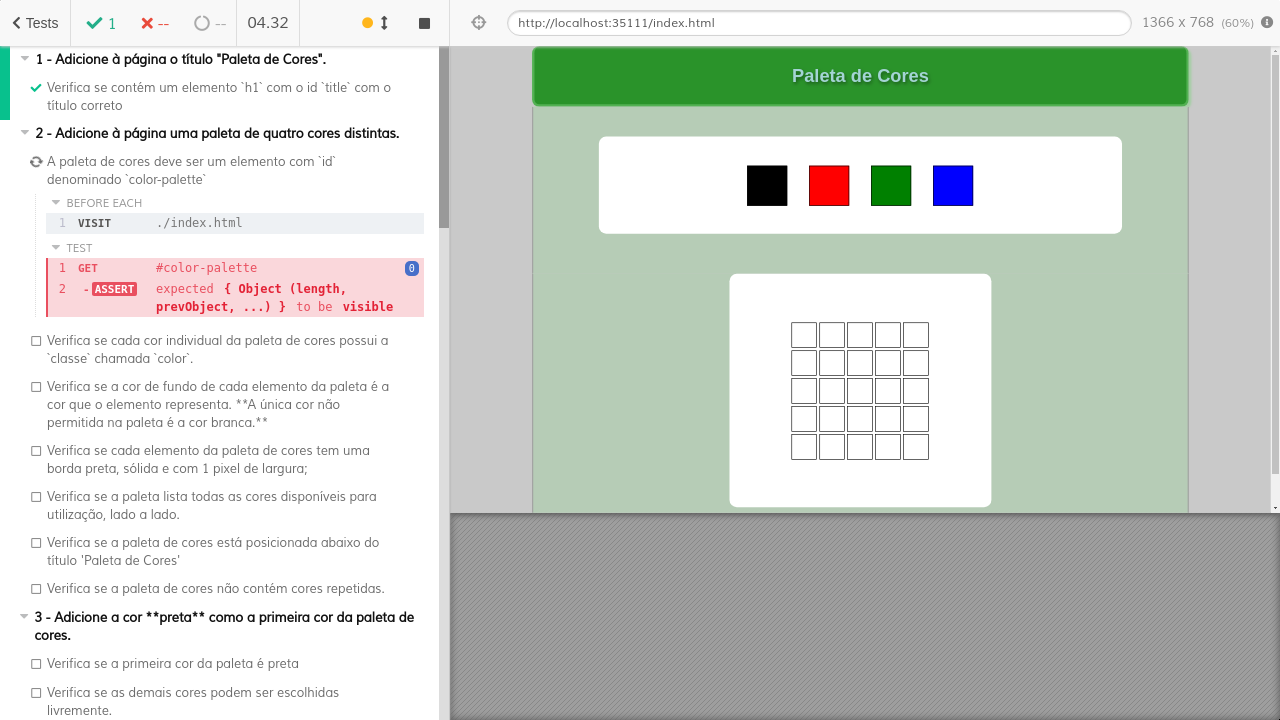 Tests
1
--
--
04.32
http://localhost:35111/index.html
1366 x 768 (60%)
1 - Adicione à página o título "Paleta de Cores".
Verifica se contém um elemento `h1` com o id `title` com o
título correto
2 - Adicione à página uma paleta de quatro cores distintas.
A paleta de cores deve ser um elemento com `id`
denominado `color-palette`
BEFORE EACH
1 VISIT ./index.html
TEST
1 GET #color-palette 0
2 -ASSERT expected { Object (length,
prevObject, ...) } to be visible
Verifica se cada cor individual da paleta de cores possui a
`classe` chamada `color`.
Verifica se a cor de fundo de cada elemento da paleta é a
cor que o elemento representa. **A única cor não
permitida na paleta é a cor branca.**
Verifica se cada elemento da paleta de cores tem uma
borda preta, sólida e com 1 pixel de largura;
Verifica se a paleta lista todas as cores disponíveis para
utilização, lado a lado.
Verifica se a paleta de cores está posicionada abaixo do
título 'Paleta de Cores'
Verifica se a paleta de cores não contém cores repetidas.
3 - Adicione a cor **preta** como a primeira cor da paleta de
cores.
Verifica se a primeira cor da paleta é preta
Verifica se as demais cores podem ser escolhidas
livremente.
Paleta de Cores